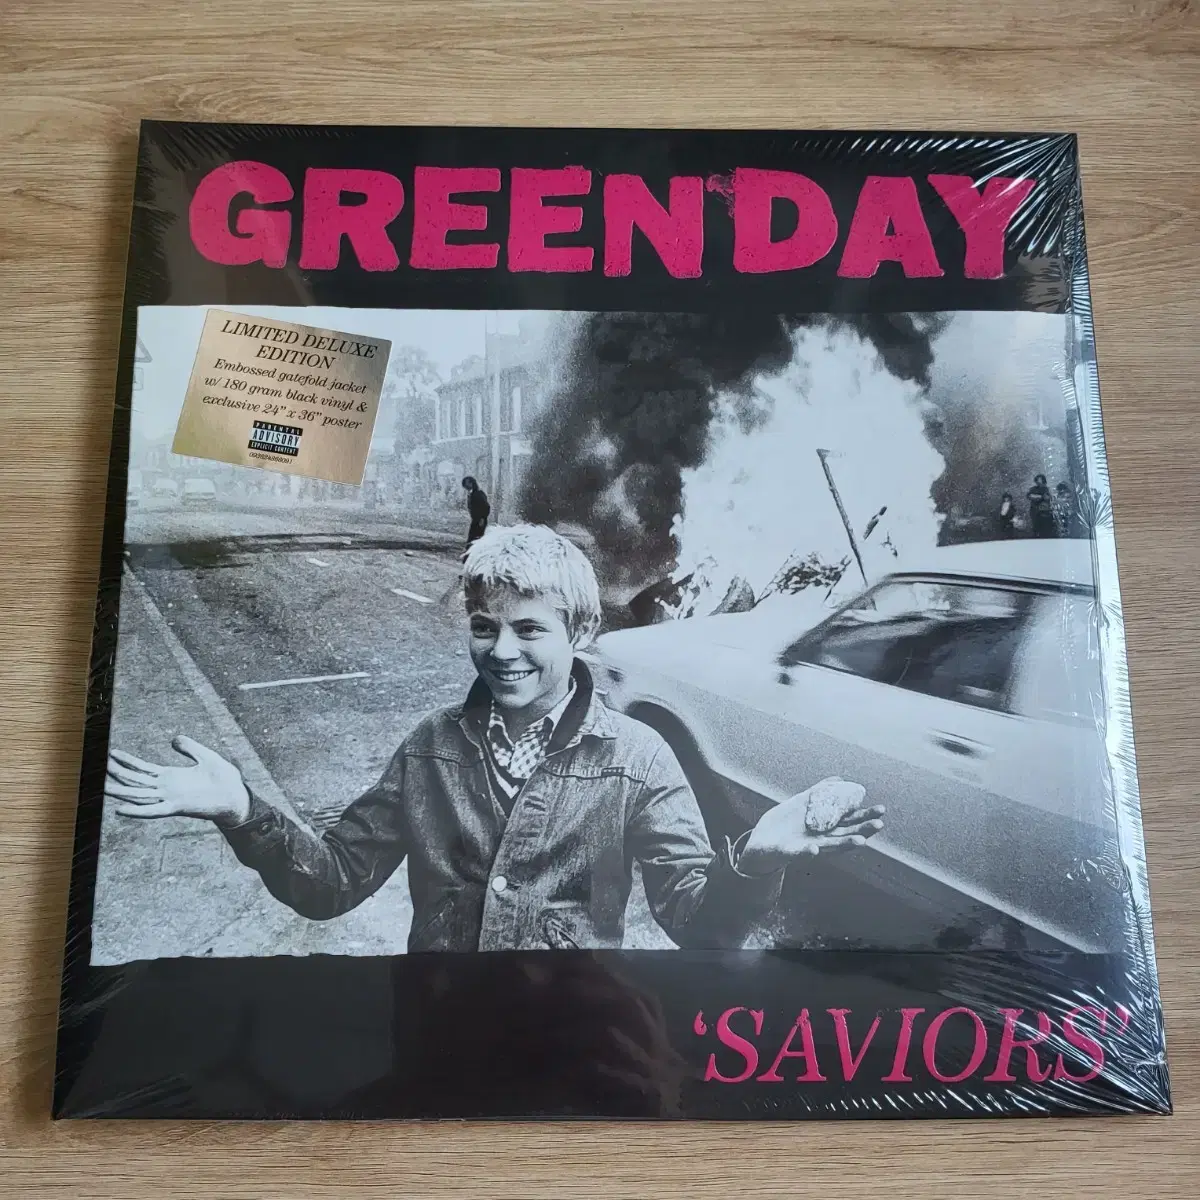 GREEN DAY
LIMITED DELUXE
EDITION
Embossed gatefold jacket
w/ 180 gram black vinyl &
exclusive 24" x 36" poster
PARENTAL
ADVISORY
EXPLICIT CONTENT
'SAVIORS'